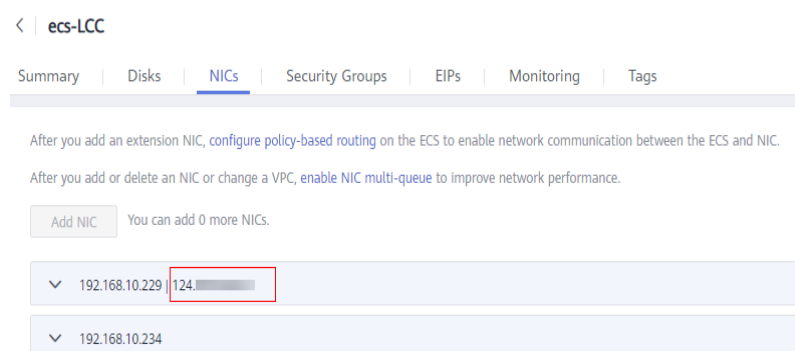 ecs-LCC
Summary Disks NICs Security Groups EIPs Monitoring Tags
After you add an extension NIC, configure policy-based routing on the ECS to enable network communication between the ECS and NIC.
After you add or delete an NIC or change a VPC, enable NIC multi-queue to improve network performance.
Add NIC You can add 0 more NICs.
192.168.10.229 | 124.
192.168.10.234